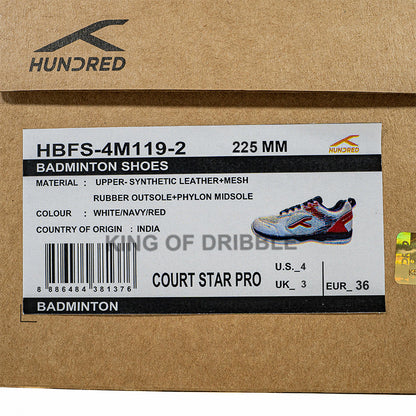 HUNDRED
HBFS-4M119-2 225 MM HUNDRED
BADMINTON SHOES
MATERIAL : UPPER- SYNTHETIC LEATHER+MESH
RUBBER OUTSOLE+PHYLON MIDSOLE
COLOUR : WHITE/NAVY/RED
COUNTRY OF ORIGIN : INDIA
KING OF DRIBBLE
COURT STAR PRO
U.S._ 4
UK_ 3
EUR_ 36
8 886484 381376
BADMINTON